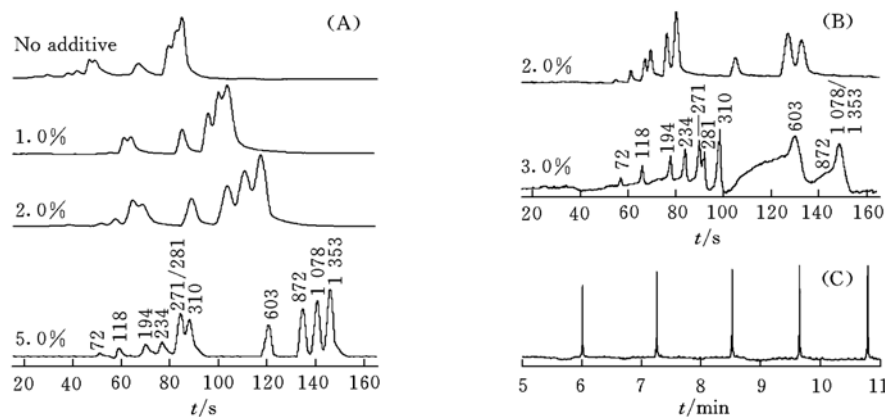 (A)
No additive
1.0%
2.0%
5.0%
72
118
194
234
271/281
310
603
872
1 078
1 353
20 40 60 80 100 120 140 160
t/s
(B)
2.0%
3.0%
72
118
194
234
271
281
310
603
872
1 078/
1 353
20 40 60 80 100 120 140 160
t/s
(C)
5 6 7 8 9 10 11
t/min